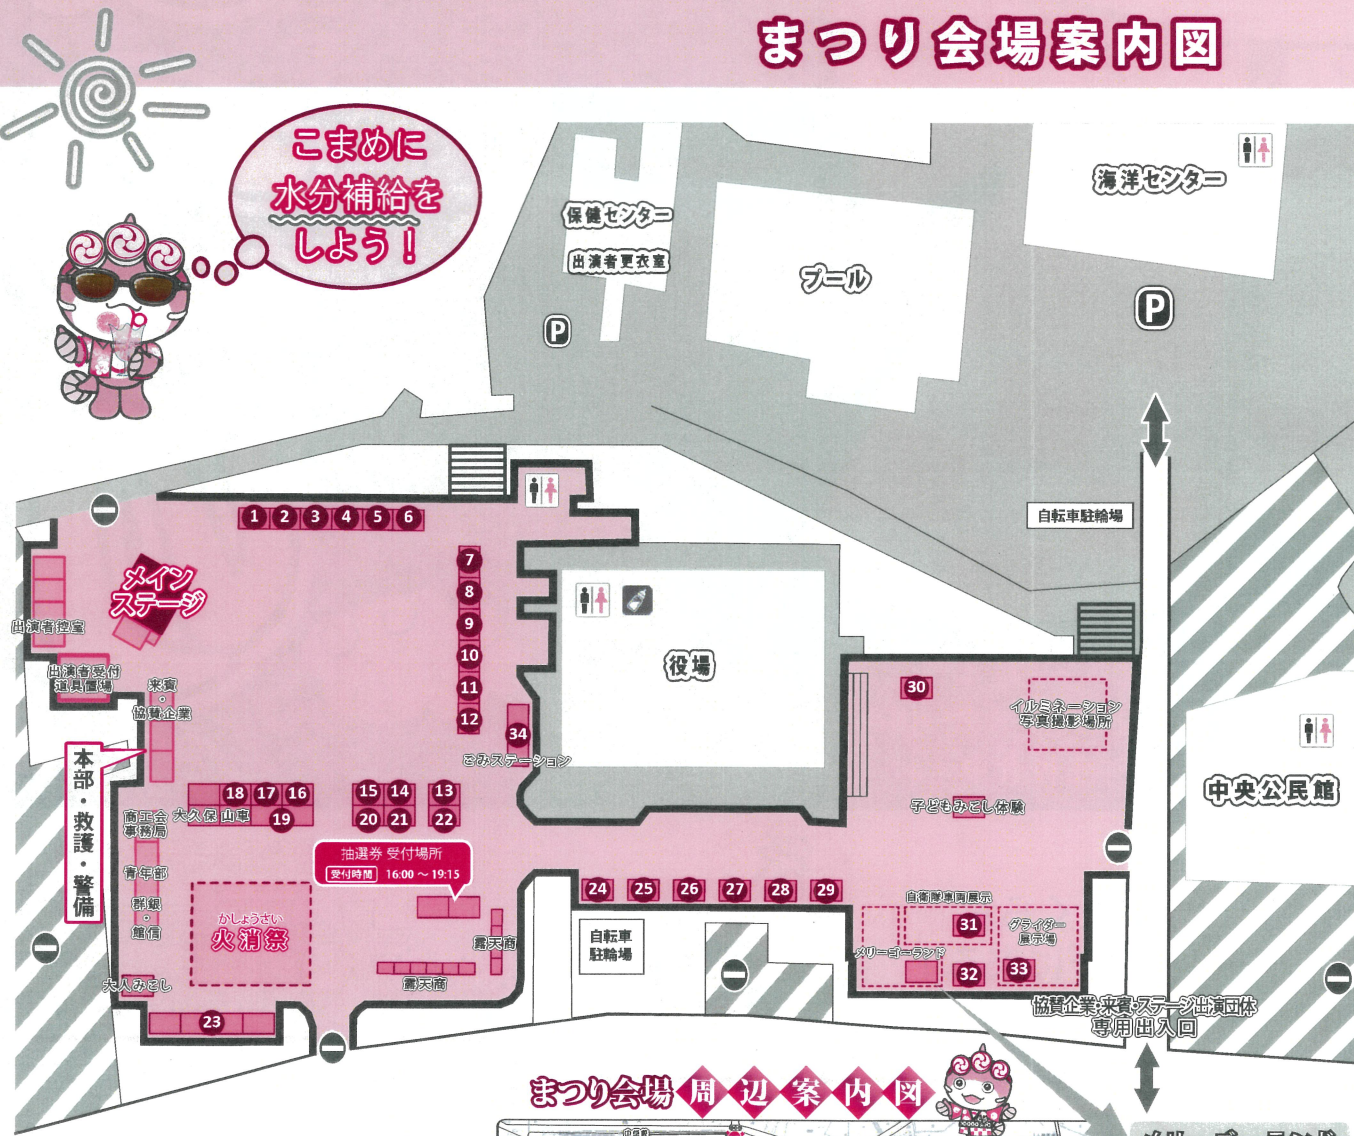 まつり会場案内図
こまめに
水分補給を
しよう！
保健センター
出演者更衣室
P
プール
海洋センター
P
自転車駐輪場
1 2 3 4 5 6
メイン
ステージ
出演者控室
出演者受付
道具置場
来賓
・
協賛企業
本部・救護・警備
7
8
9
10
11
12
34
ごみステーション
役場
30
イルミネーション
写真撮影場所
子どもみこし体験
中央公民館
18 17 16
大久保 山車
19
15 14
20 21
13
22
商工会
事務局
青年部
群銀
・
館信
抽選券 受付場所
受付時間 16:00 ～ 19:15
かしょうさい
火消祭
露天商
露天商
大人みこし
23
24 25 26 27 28 29
自転車
駐輪場
自衛隊車両展示
31
グライダー
展示場
メリーゴーランド
32
33
協賛企業・来賓・ステージ出演団体
専用出入口
まつり会場周辺案内図